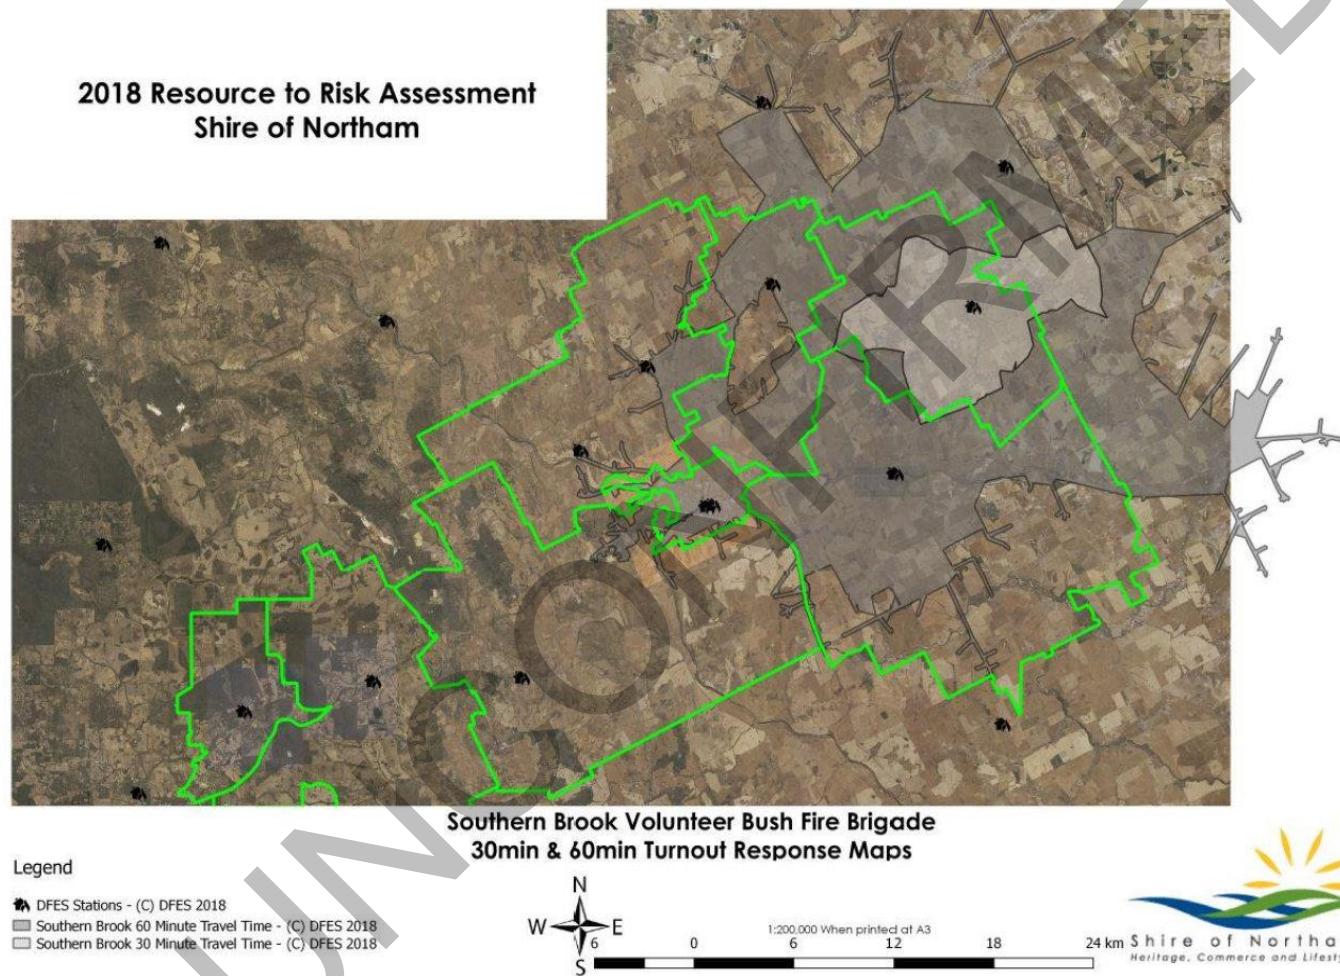 2018 Resource to Risk Assessment
Shire of Northam
UNCONFIRMED
Southern Brook Volunteer Bush Fire Brigade
30min & 60min Turnout Response Maps
Legend
DFES Stations - (C) DFES 2018
Southern Brook 60 Minute Travel Time - (C) DFES 2018
Southern Brook 30 Minute Travel Time - (C) DFES 2018
N
W E
S
1:200,000 When printed at A3
6 0 6 12 18 24 km
Shire of Northa
Heritage, Commerce and Lifest